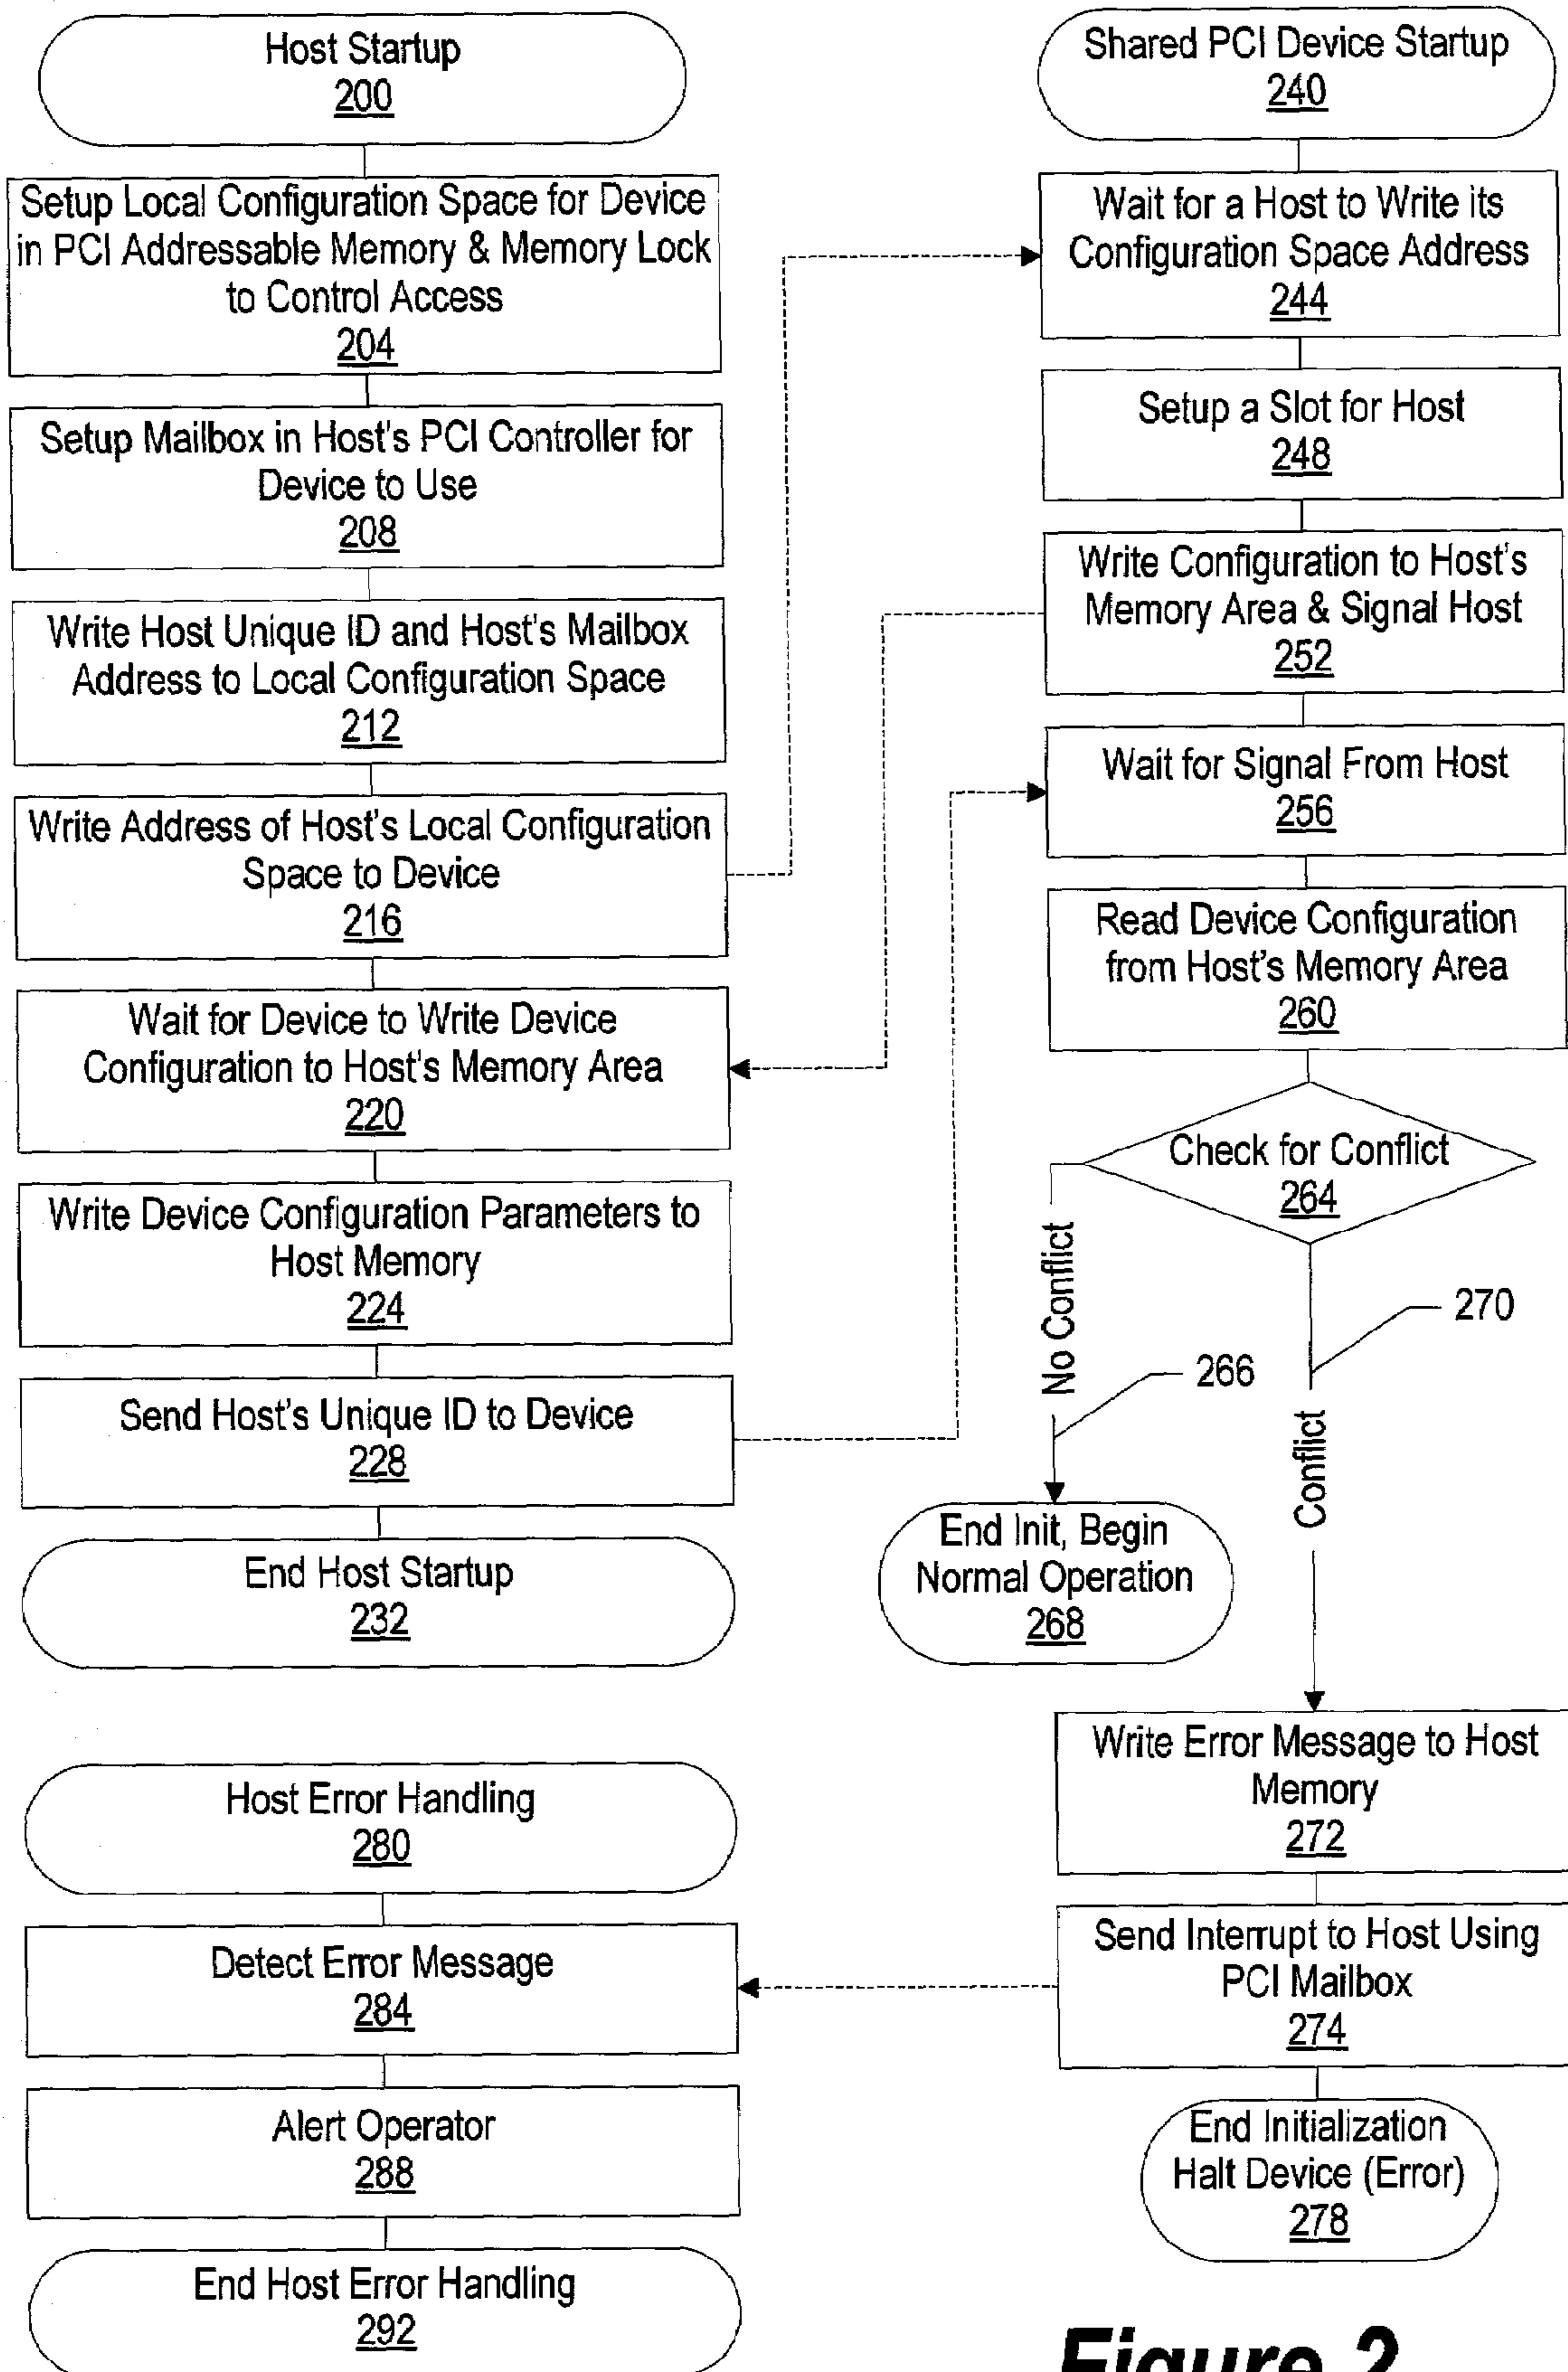 Host Startup
200
Setup Local Configuration Space for Device
in PCI Addressable Memory & Memory Lock
to Control Access
204
Setup Mailbox in Host's PCI Controller for
Device to Use
208
Write Host Unique ID and Host's Mailbox
Address to Local Configuration Space
212
Write Address of Host's Local Configuration
Space to Device
216
Wait for Device to Write Device
Configuration to Host's Memory Area
220
Write Device Configuration Parameters to
Host Memory
224
Send Host's Unique ID to Device
228
End Host Startup
232
Shared PCI Device Startup
240
Wait for a Host to Write its
Configuration Space Address
244
Setup a Slot for Host
248
Write Configuration to Host's
Memory Area & Signal Host
252
Wait for Signal From Host
256
Read Device Configuration
from Host's Memory Area
260
Check for Conflict
264
No Conflict
266
270
Conflict
End Init, Begin
Normal Operation
268
Write Error Message to Host
Memory
272
Send Interrupt to Host Using
PCI Mailbox
274
End Initialization
Halt Device (Error)
278
Host Error Handling
280
Detect Error Message
284
Alert Operator
288
End Host Error Handling
292
Figure 2